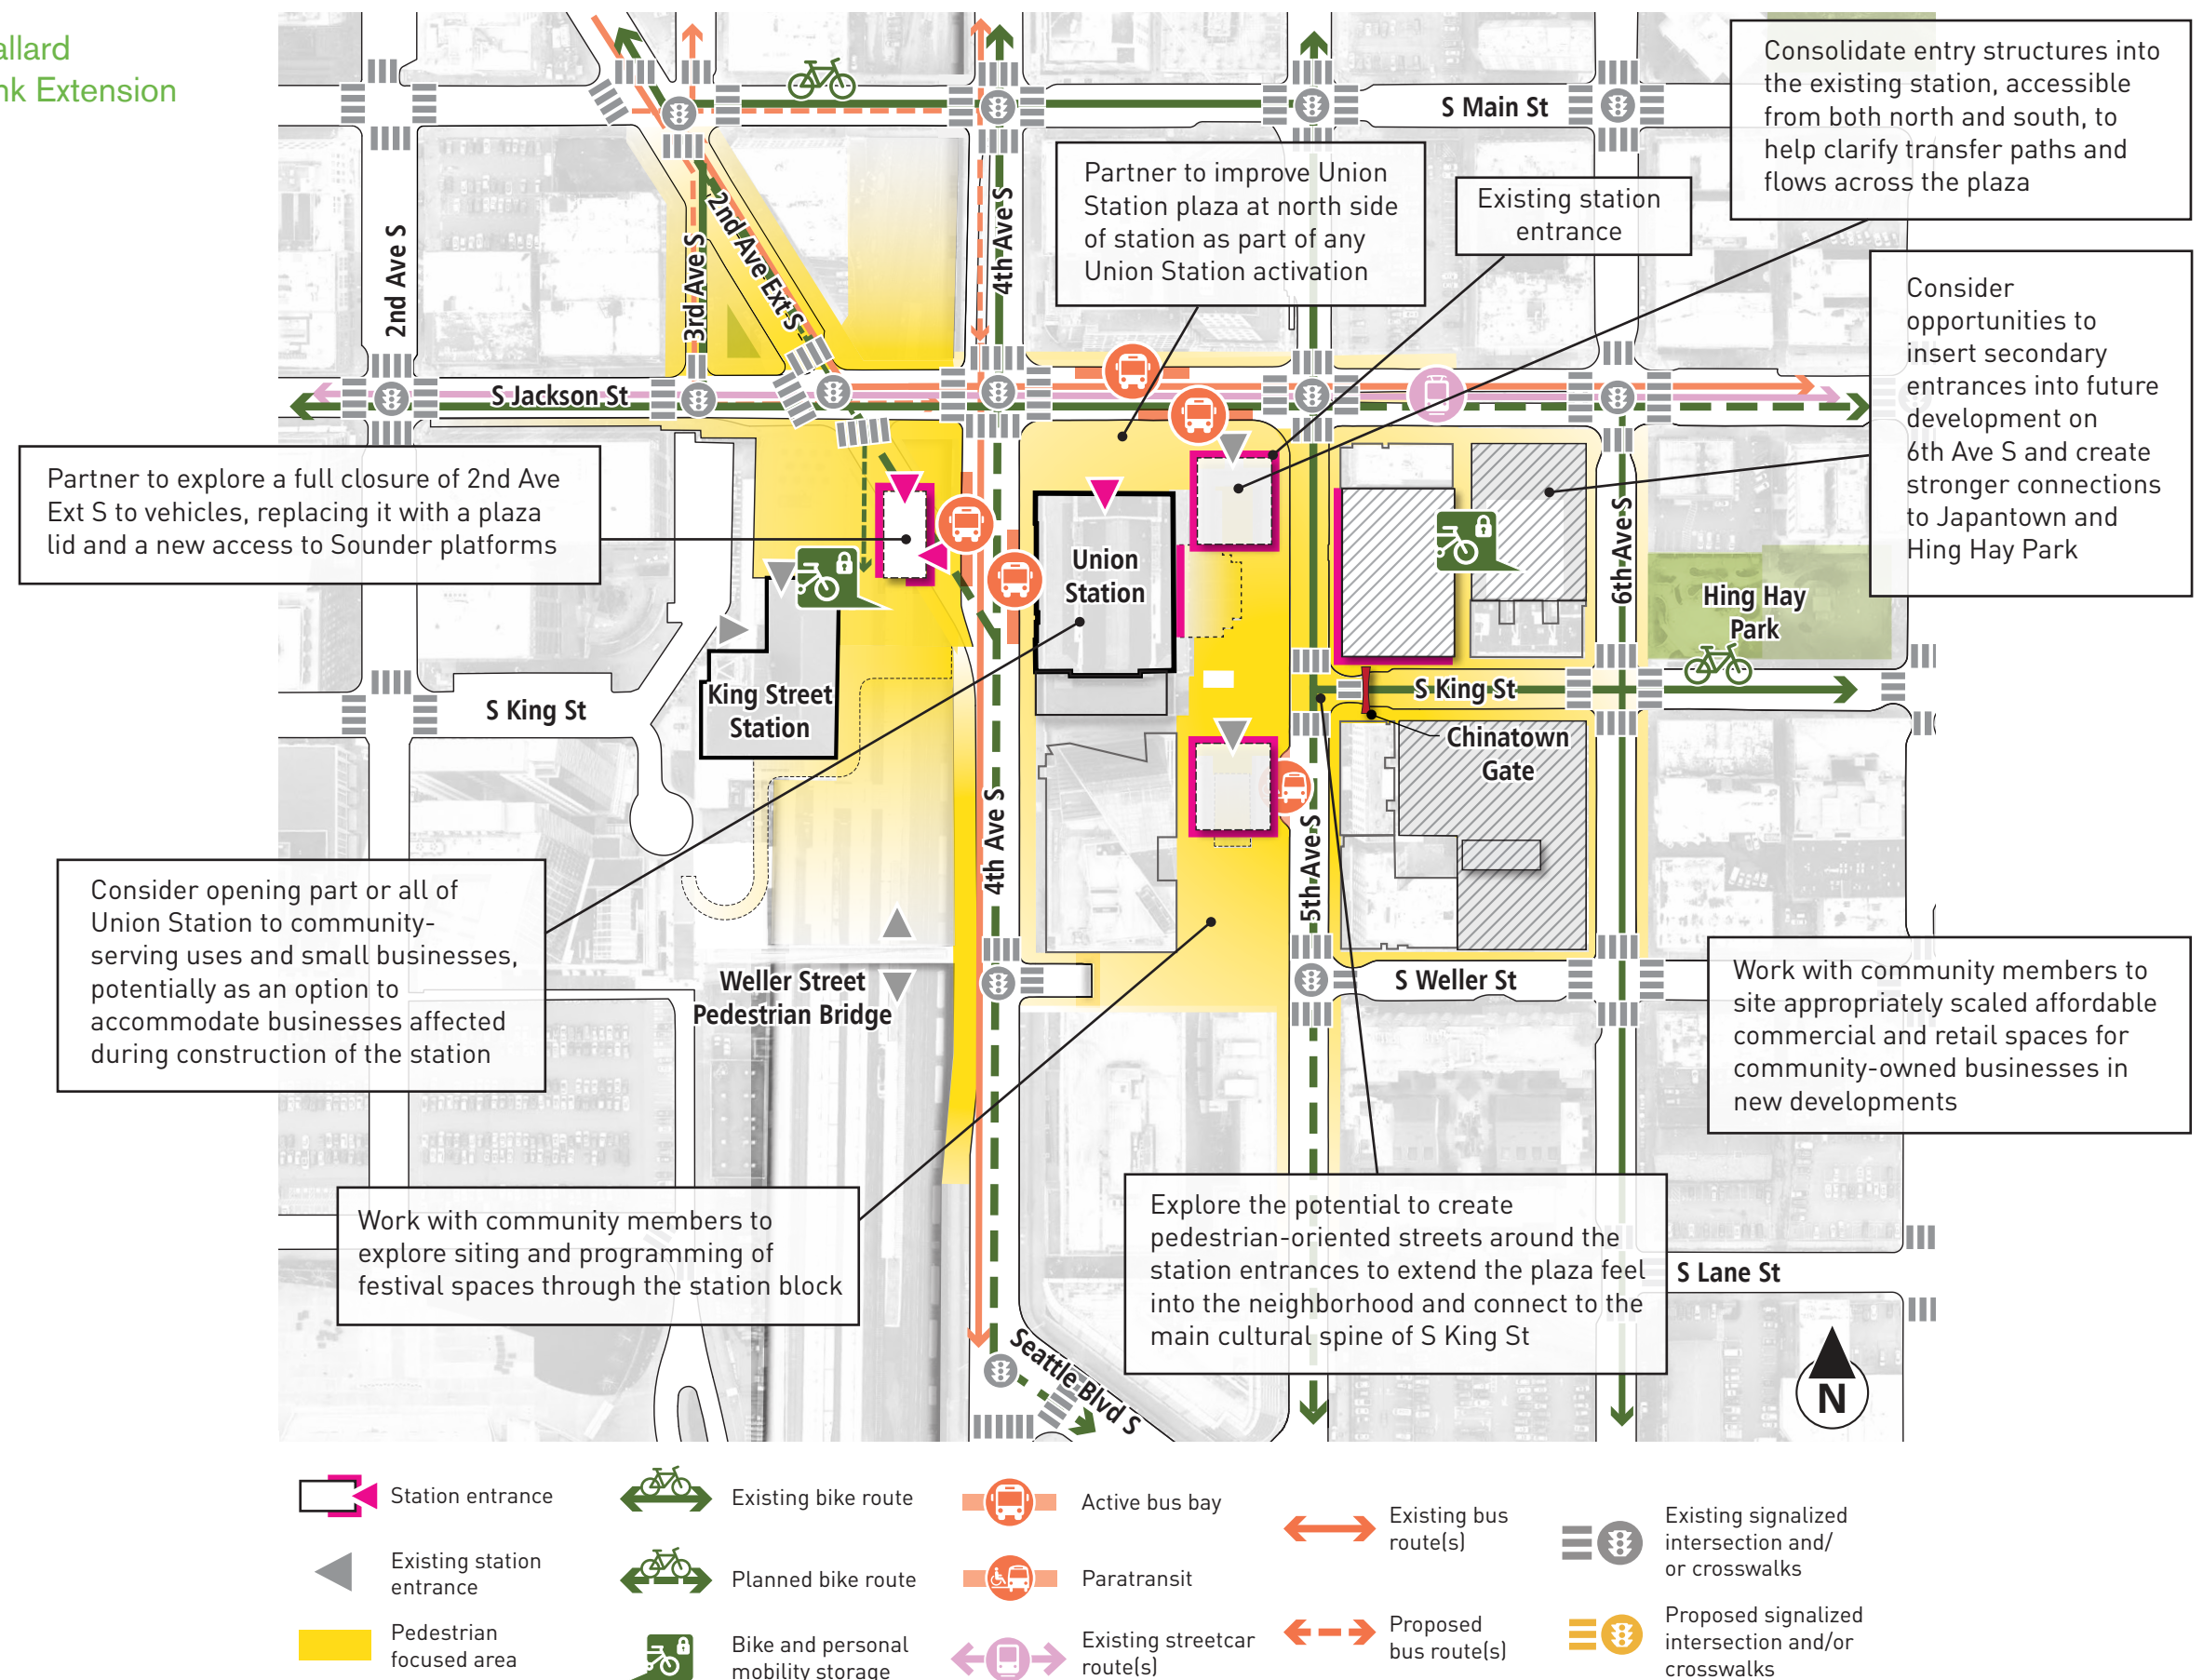 allard
nk Extension
S Main St
Consolidate entry structures into
the existing station, accessible
from both north and south, to
help clarify transfer paths and
flows across the plaza
Partner to improve Union
Station plaza at north side
of station as part of any
Union Station activation
Existing station
entrance
2nd Ave S
3rd Ave S
2nd Ave Ext S
4th Ave S
Consider
opportunities to
insert secondary
entrances into future
development on
6th Ave S and create
stronger connections
to Japantown and
Hing Hay Park
S Jackson St
Partner to explore a full closure of 2nd Ave
Ext S to vehicles, replacing it with a plaza
lid and a new access to Sounder platforms
Union
Station
6th Ave S
Hing Hay
Park
King Street
Station
S King St
S King St
Chinatown
Gate
4th Ave S
5th Ave S
Consider opening part or all of
Union Station to community-
serving uses and small businesses,
potentially as an option to
accommodate businesses affected
during construction of the station
Weller Street
Pedestrian Bridge
S Weller St
Work with community members to
site appropriately scaled affordable
commercial and retail spaces for
community-owned businesses in
new developments
Work with community members to
explore siting and programming of
festival spaces through the station block
Explore the potential to create
pedestrian-oriented streets around the
station entrances to extend the plaza feel
into the neighborhood and connect to the
main cultural spine of S King St
S Lane St
Seattle Blvd S
N
Station entrance
Existing station
entrance
Pedestrian
focused area
Existing bike route
Planned bike route
Bike and personal
mobility storage
Active bus bay
Paratransit
Existing streetcar
route(s)
Existing bus
route(s)
Proposed
bus route(s)
Existing signalized
intersection and/
or crosswalks
Proposed signalized
intersection and/or
crosswalks